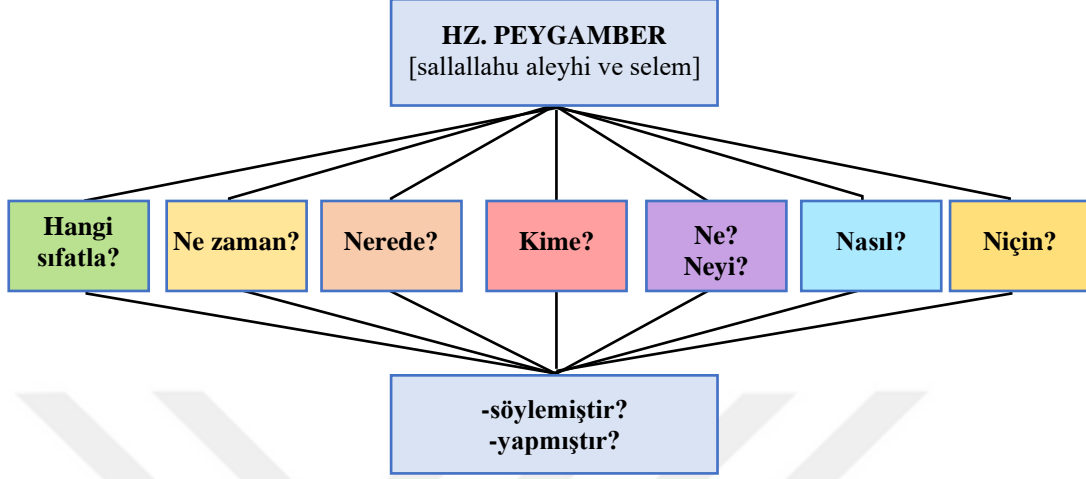 HZ. PEYGAMBER
[sallallahu aleyhi ve selem]
Hangi
sıfatla?
Ne zaman?
Nerede?
Kime?
Ne?
Neyi?
Nasıl?
Niçin?
-söylemiştir?
-yapmıştır?